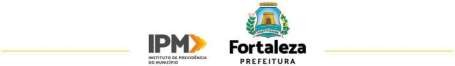 IPM
INSTITUTO DE PREVIDÊNCIA
DO MUNICÍPIO
Fortaleza
PREFEITURA